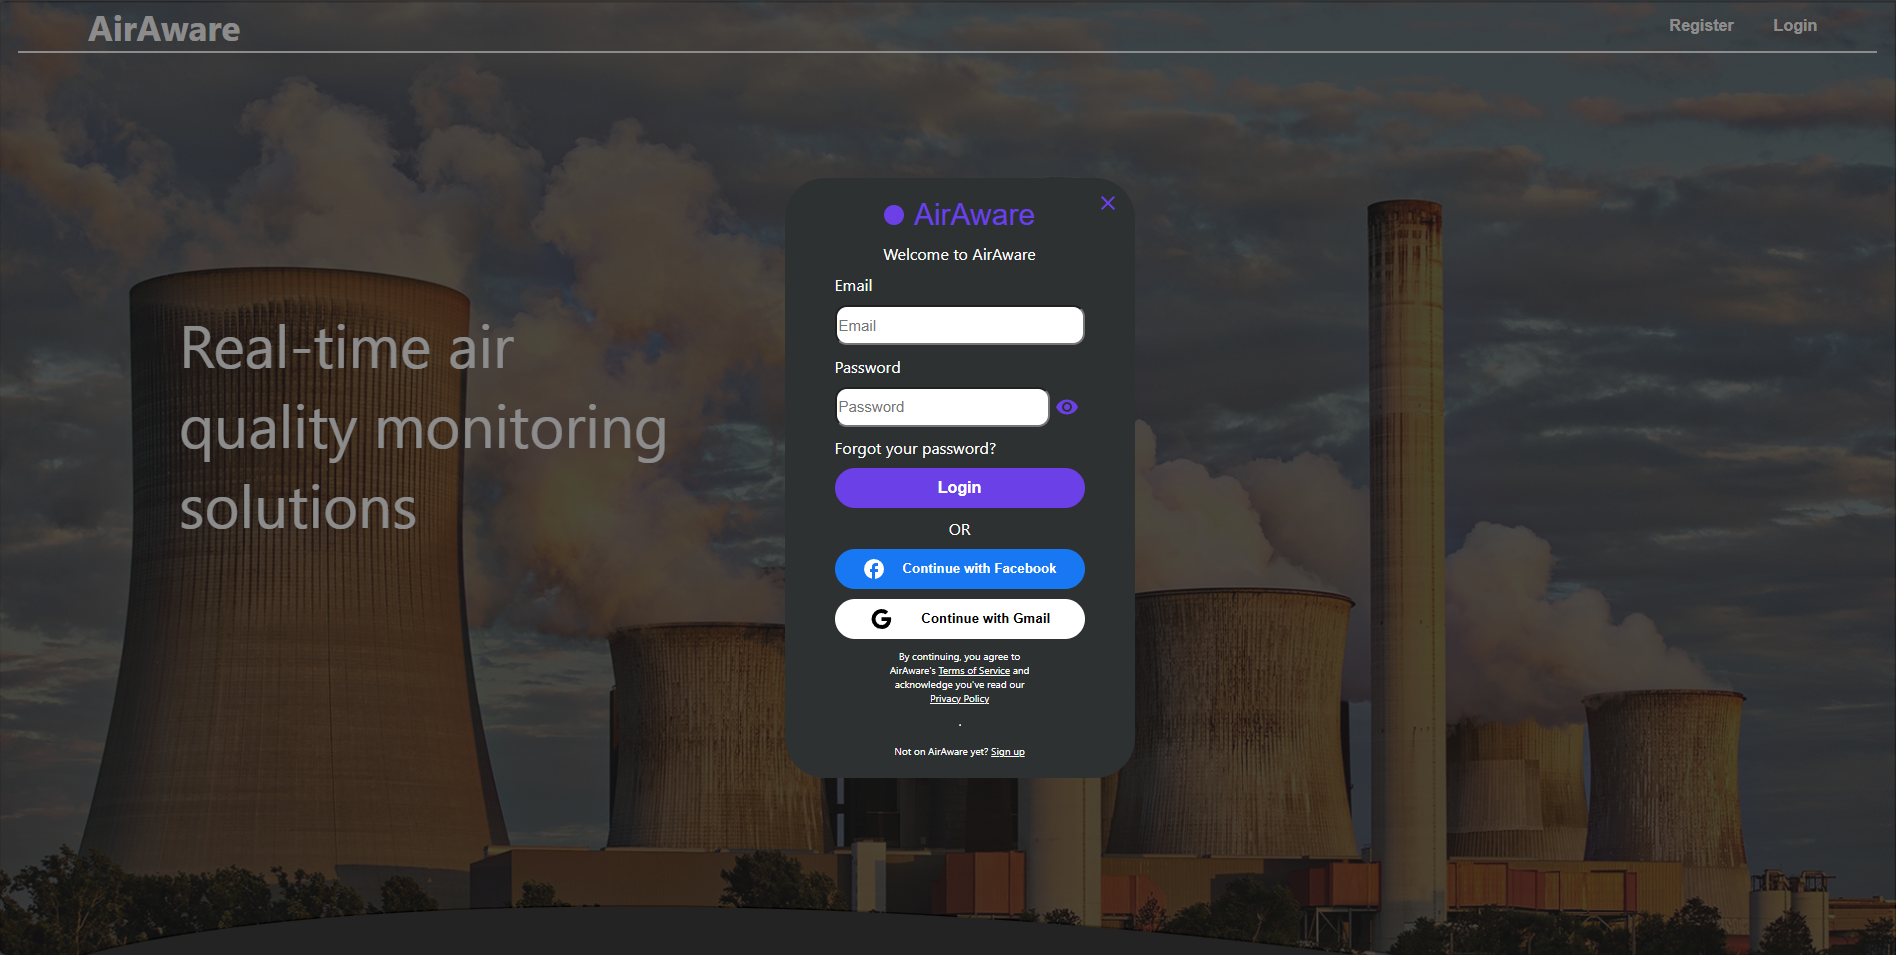 AirAware
Register
Login
Real-time air
quality monitoring
solutions
AirAware
Welcome to AirAware
Email
Email
Password
Password
Forgot your password?
Login
OR
Continue with Facebook
Continue with Gmail
By continuing, you agree to
AirAware's Terms of Service and
acknowledge you've read our
Privacy Policy
.
Not on AirAware yet? Sign up